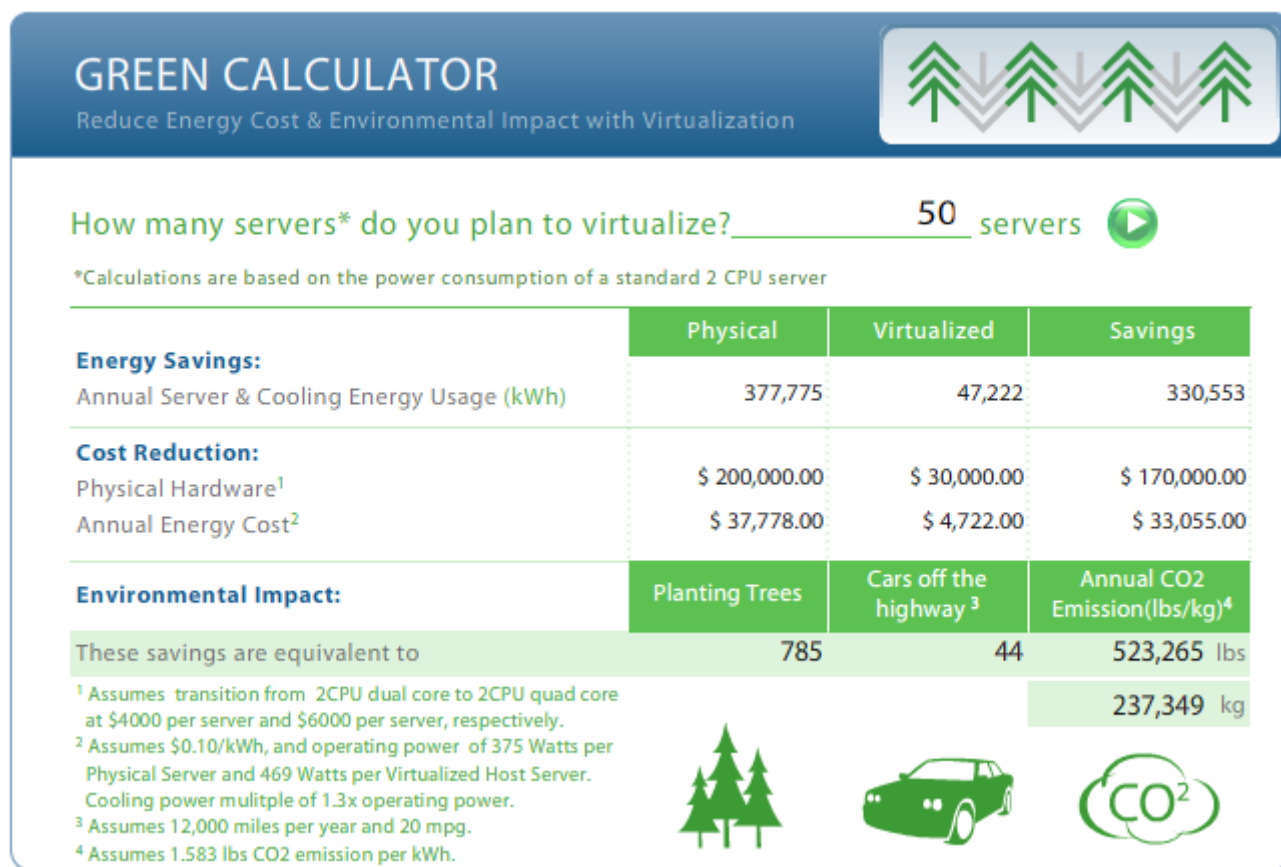 GREEN CALCULATOR
Reduce Energy Cost & Environmental Impact with Virtualization
How many servers* do you plan to virtualize? 50 servers
*Calculations are based on the power consumption of a standard 2 CPU server
Physical Virtualized Savings
Energy Savings:
Annual Server & Cooling Energy Usage (kWh) 377,775 47,222 330,553
Cost Reduction:
Physical Hardware¹ $ 200,000.00 $ 30,000.00 $ 170,000.00
Annual Energy Cost² $ 37,778.00 $ 4,722.00 $ 33,055.00
Environmental Impact: Planting Trees Cars off the highway ³ Annual CO2 Emission(lbs/kg)⁴
These savings are equivalent to 785 44 523,265 lbs
237,349 kg
¹ Assumes transition from 2CPU dual core to 2CPU quad core
at $4000 per server and $6000 per server, respectively.
² Assumes $0.10/kWh, and operating power of 375 Watts per
Physical Server and 469 Watts per Virtualized Host Server.
Cooling power mulitple of 1.3x operating power.
³ Assumes 12,000 miles per year and 20 mpg.
⁴ Assumes 1.583 lbs CO2 emission per kWh.
CO²